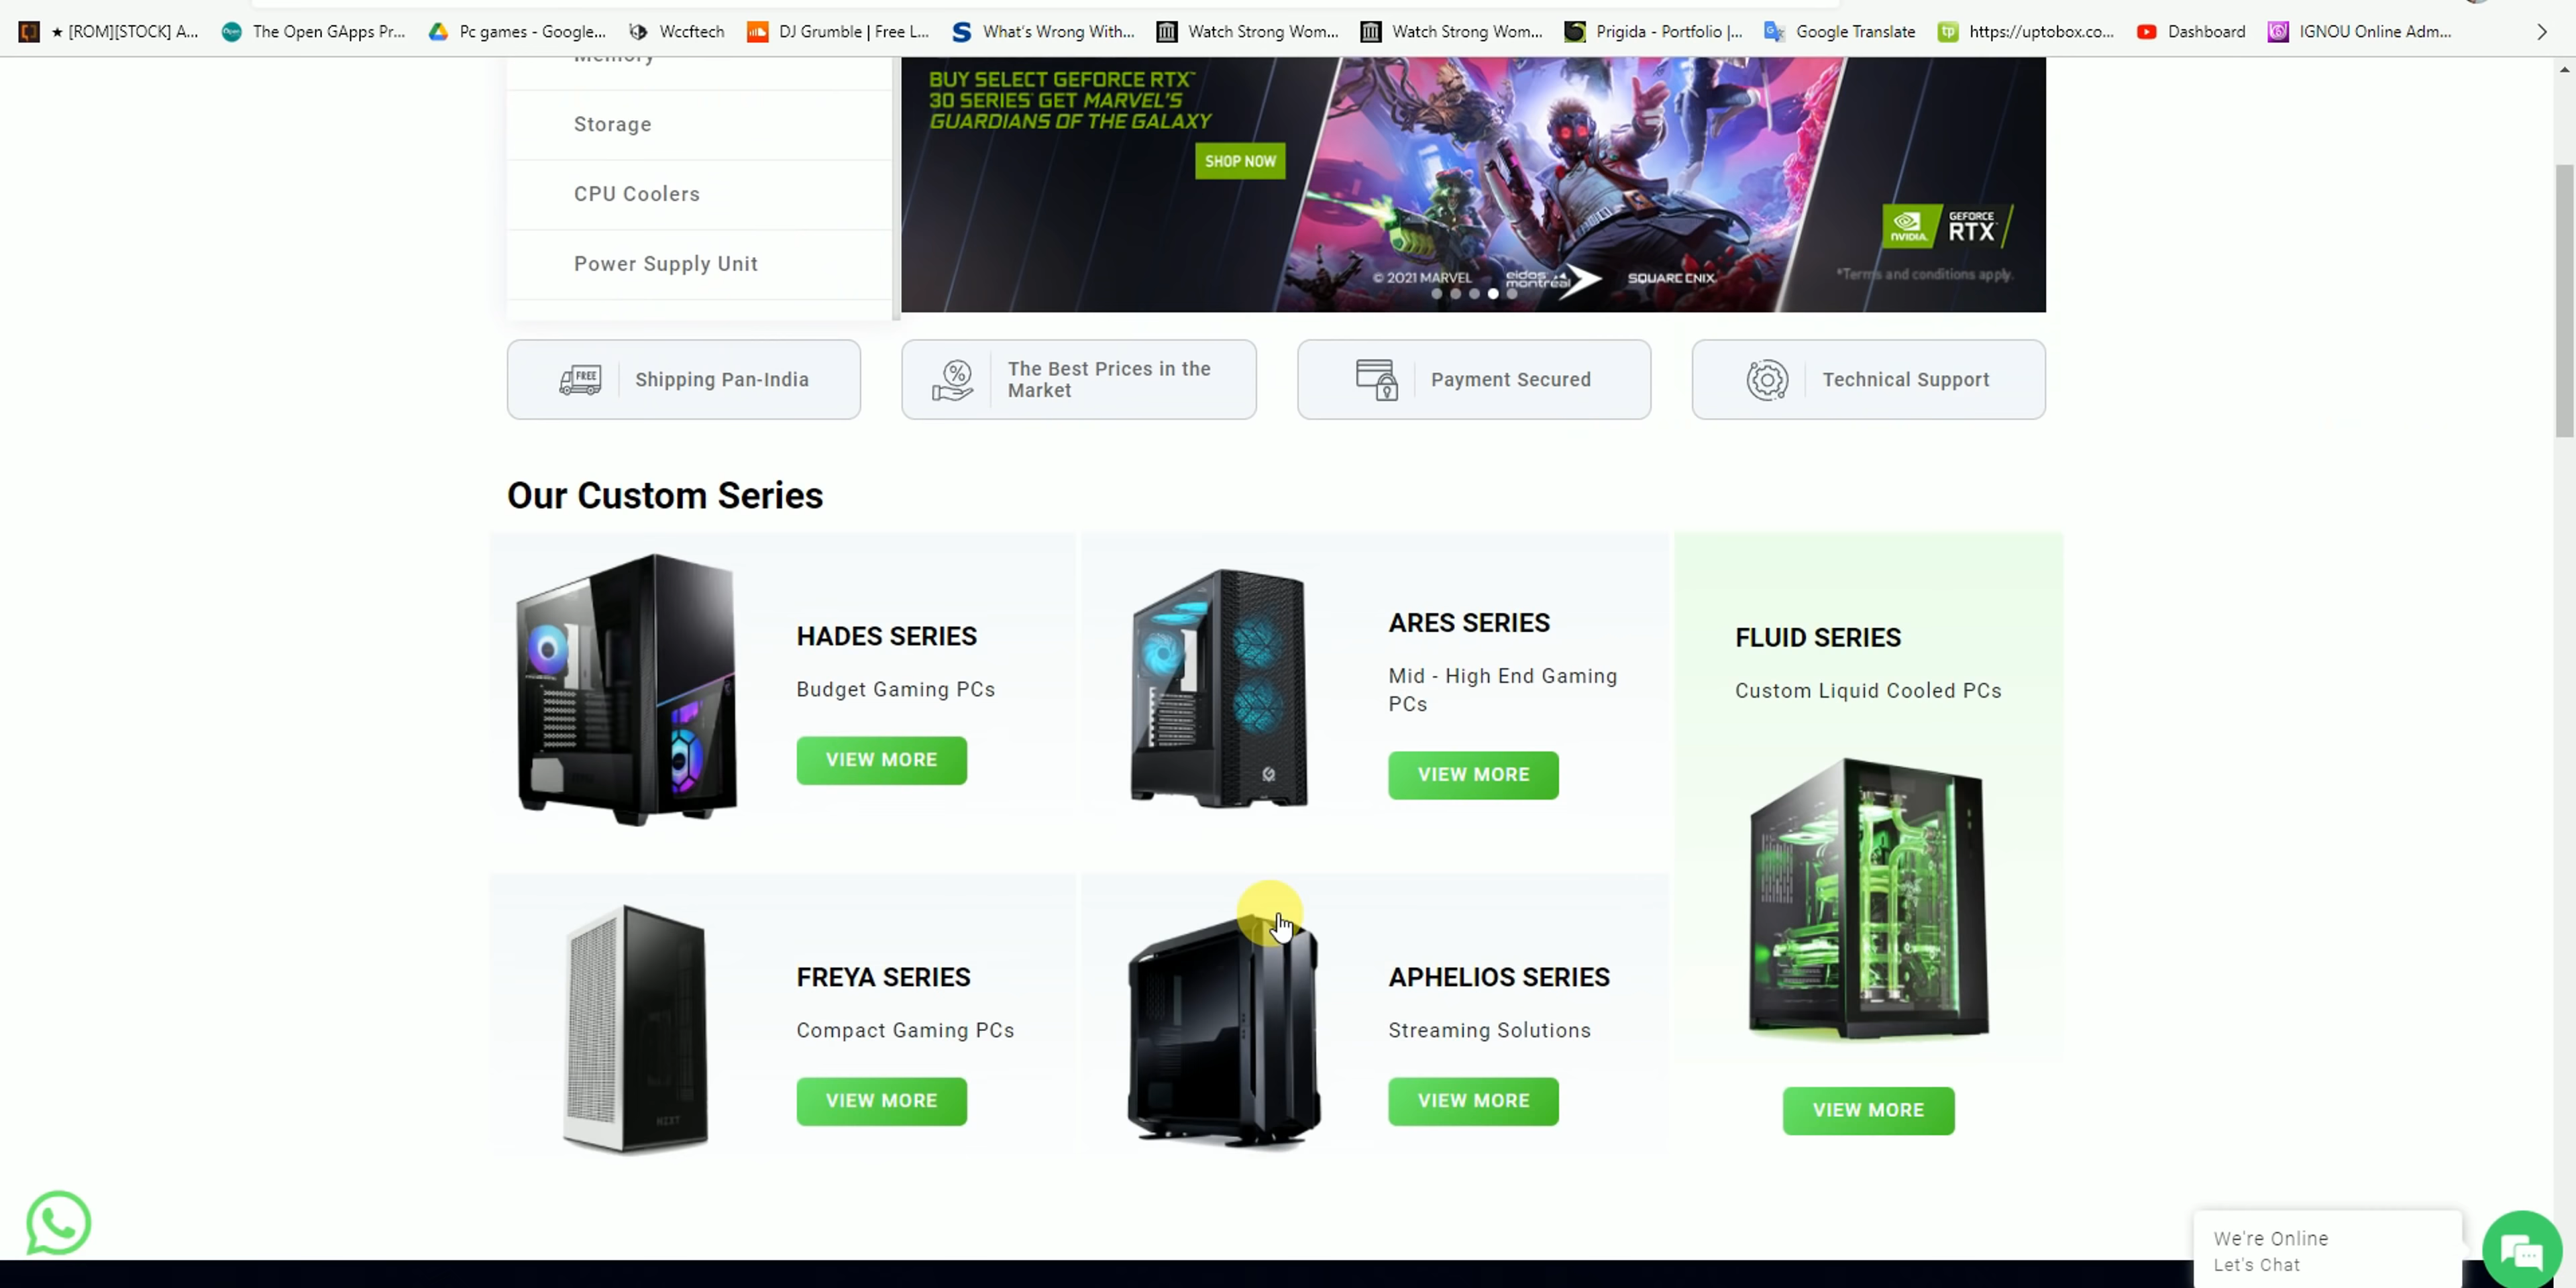 ★ [ROM][STOCK] A...
The Open GApps Pr...
Pc games - Google...
Wccftech
DJ Grumble | Free L...
What's Wrong With...
Watch Strong Wom...
Watch Strong Wom...
Prigida - Portfolio |...
Google Translate
https://uptobox.co...
Dashboard
IGNOU Online Adm...
Memory
Storage
CPU Coolers
Power Supply Unit
BUY SELECT GEFORCE RTX™
30 SERIES GET MARVEL'S
GUARDIANS OF THE GALAXY
SHOP NOW
NVIDIA.
GEFORCE
RTX
*Terms and conditions apply.
© 2021 MARVEL
eidos
montréal
SQUARE ENIX.
FREE
Shipping Pan-India
%
The Best Prices in the
Market
Payment Secured
Technical Support
Our Custom Series
HADES SERIES
Budget Gaming PCs
VIEW MORE
ARES SERIES
Mid - High End Gaming
PCs
VIEW MORE
FLUID SERIES
Custom Liquid Cooled PCs
VIEW MORE
FREYA SERIES
Compact Gaming PCs
VIEW MORE
NZXT
APHELIOS SERIES
Streaming Solutions
VIEW MORE
We're Online
Let's Chat